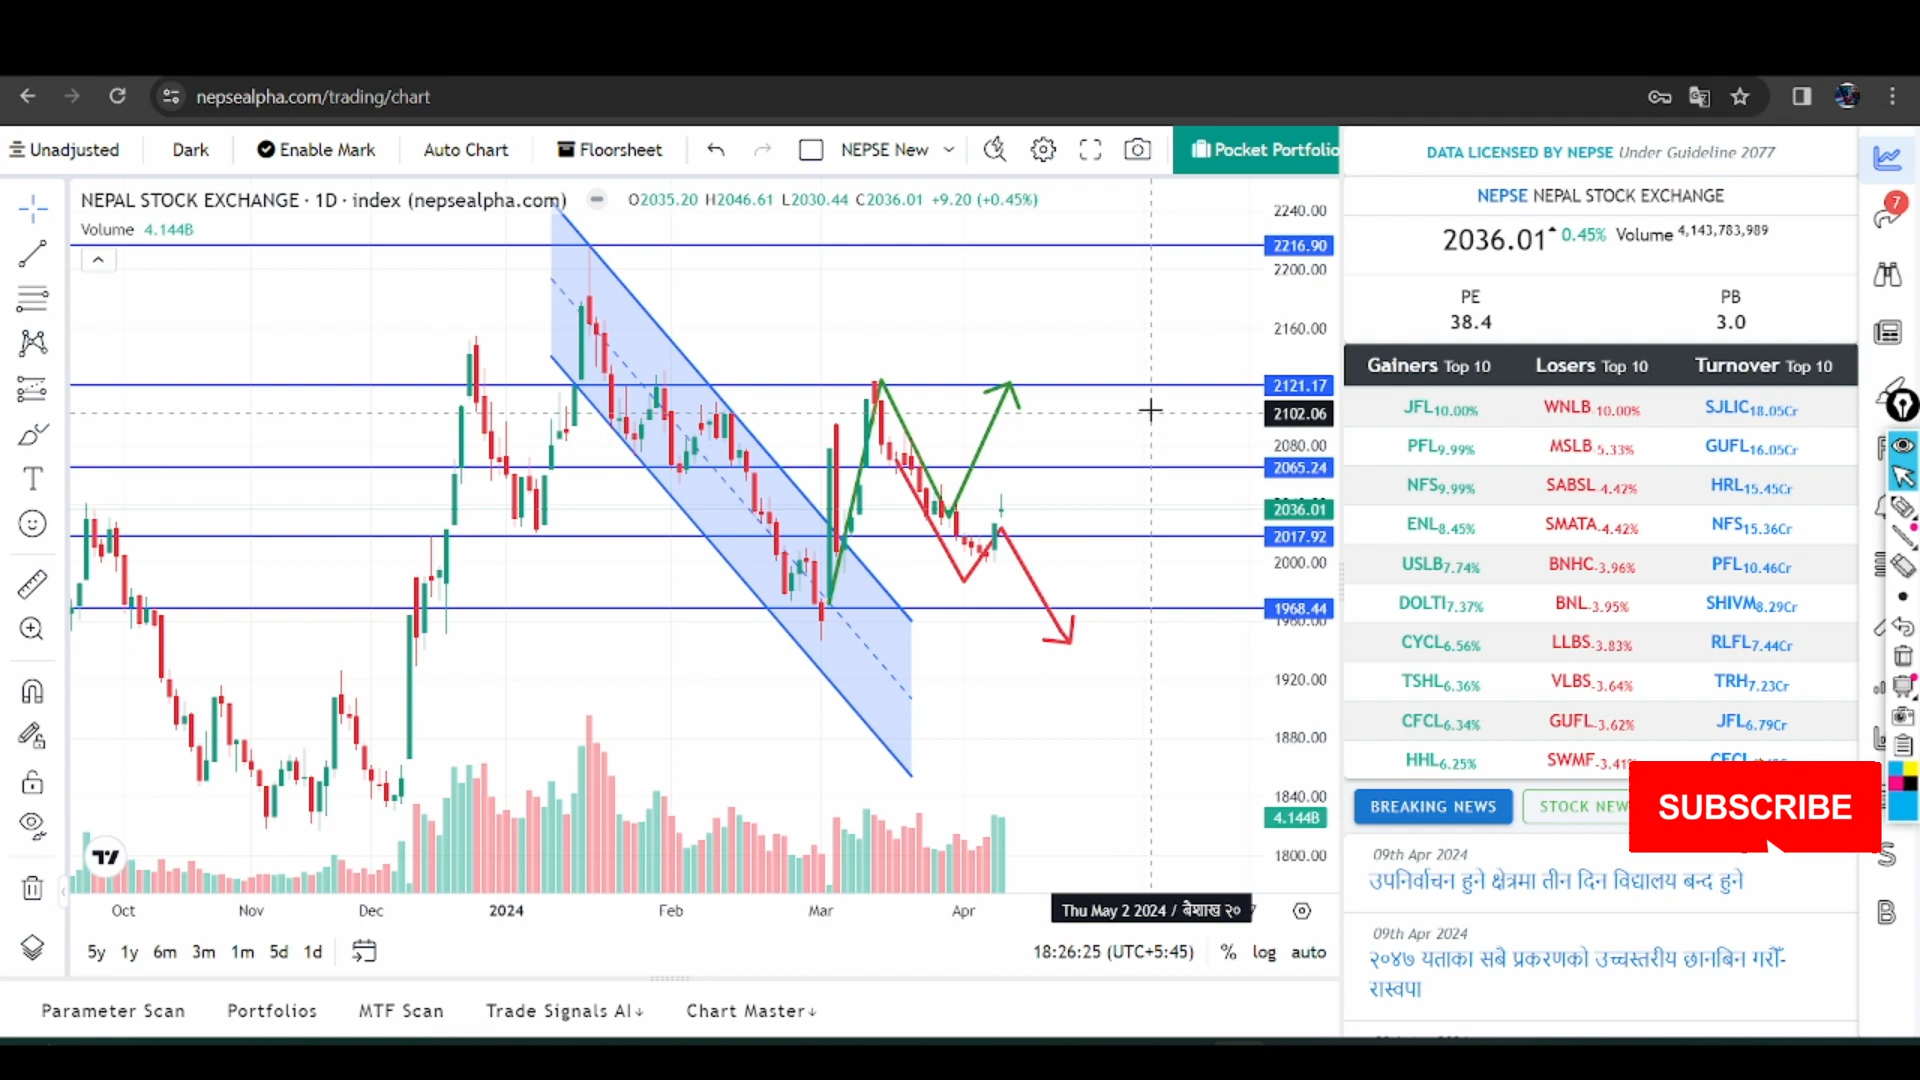 nepsealpha.com/trading/chart
Unadjusted
Dark
Enable Mark
Auto Chart
Floorsheet
NEPSE New
Pocket Portfolio
DATA LICENSED BY NEPSE Under Guideline 2077
NEPAL STOCK EXCHANGE · 1D · index (nepsealpha.com)
O2035.20 H2046.61 L2030.44 C2036.01 +9.20 (+0.45%)
Volume 4.144B
NEPSE NEPAL STOCK EXCHANGE
2036.01 0.45% Volume 4,143,783,989
PE
38.4
PB
3.0
2240.00
2216.90
2200.00
2160.00
2121.17
2102.06
2080.00
2065.24
2036.01
2017.92
2000.00
1968.44
1960.00
1920.00
1880.00
1840.00
4.144B
1800.00
Gainers Top 10 Losers Top 10 Turnover Top 10
JFL10.00% WNLB-10.00% SJLIC18.05Cr
PFL9.99% MSLB-5.33% GUFL16.05Cr
NFS9.99% SABSL-4.42% HRL15.45Cr
ENL8.45% SMATA-4.42% NFS15.36Cr
USLB7.74% BNHC-3.96% PFL10.46Cr
DOLTI7.37% BNL-3.95% SHIVM8.29Cr
CYCL6.56% LLBS-3.83% RLFL7.44Cr
TSHL6.36% VLBS-3.64% TRH7.23Cr
CFCL6.34% GUFL-3.62% JFL6.79Cr
HHL6.25% SWMF-3.41%
7
BREAKING NEWS
STOCK NEW
SUBSCRIBE
09th Apr 2024
उपनिर्वाचन हुने क्षेत्रमा तीन दिन विद्यालय बन्द हुने
09th Apr 2024
२०४७ यताका सबै प्रकरणको उच्चस्तरीय छानबिन गरौँ-
रास्वपा
Oct
Nov
Dec
2024
Feb
Mar
Apr
Thu May 2 2024 / बैशाख २०
5y 1y 6m 3m 1m 5d 1d
18:26:25 (UTC+5:45)
% log auto
Parameter Scan
Portfolios
MTF Scan
Trade Signals AI↓
Chart Master↓
S
B